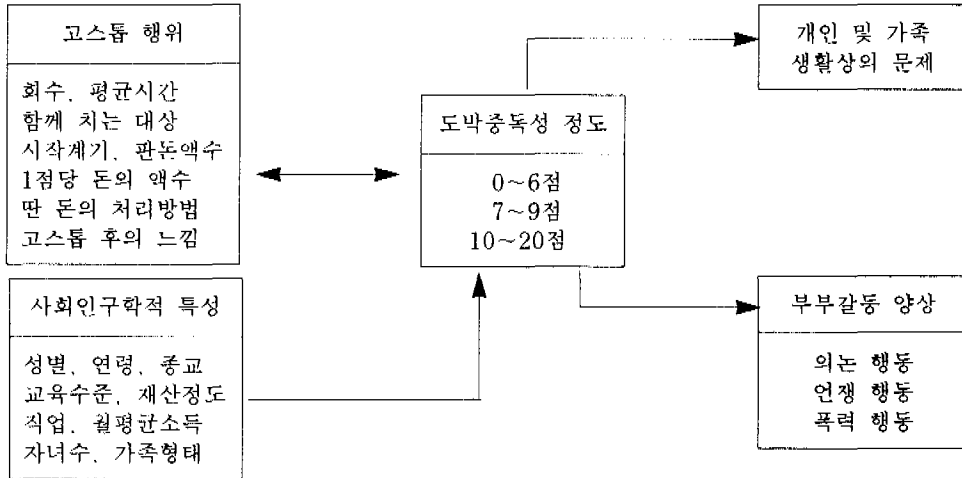 고스톱 행위
회수, 평균시간
함께 치는 대상
시작계기, 판돈액수
1점당 돈의 액수
딴 돈의 처리방법
고스톱 후의 느낌
사회인구학적 특성
성별, 연령, 종교
교육수준, 재산정도
직업, 월평균소득
자녀수, 가족형태
도박중독성 정도
0~6점
7~9점
10~20점
개인 및 가족
생활상의 문제
부부갈등 양상
의논 행동
언쟁 행동
폭력 행동